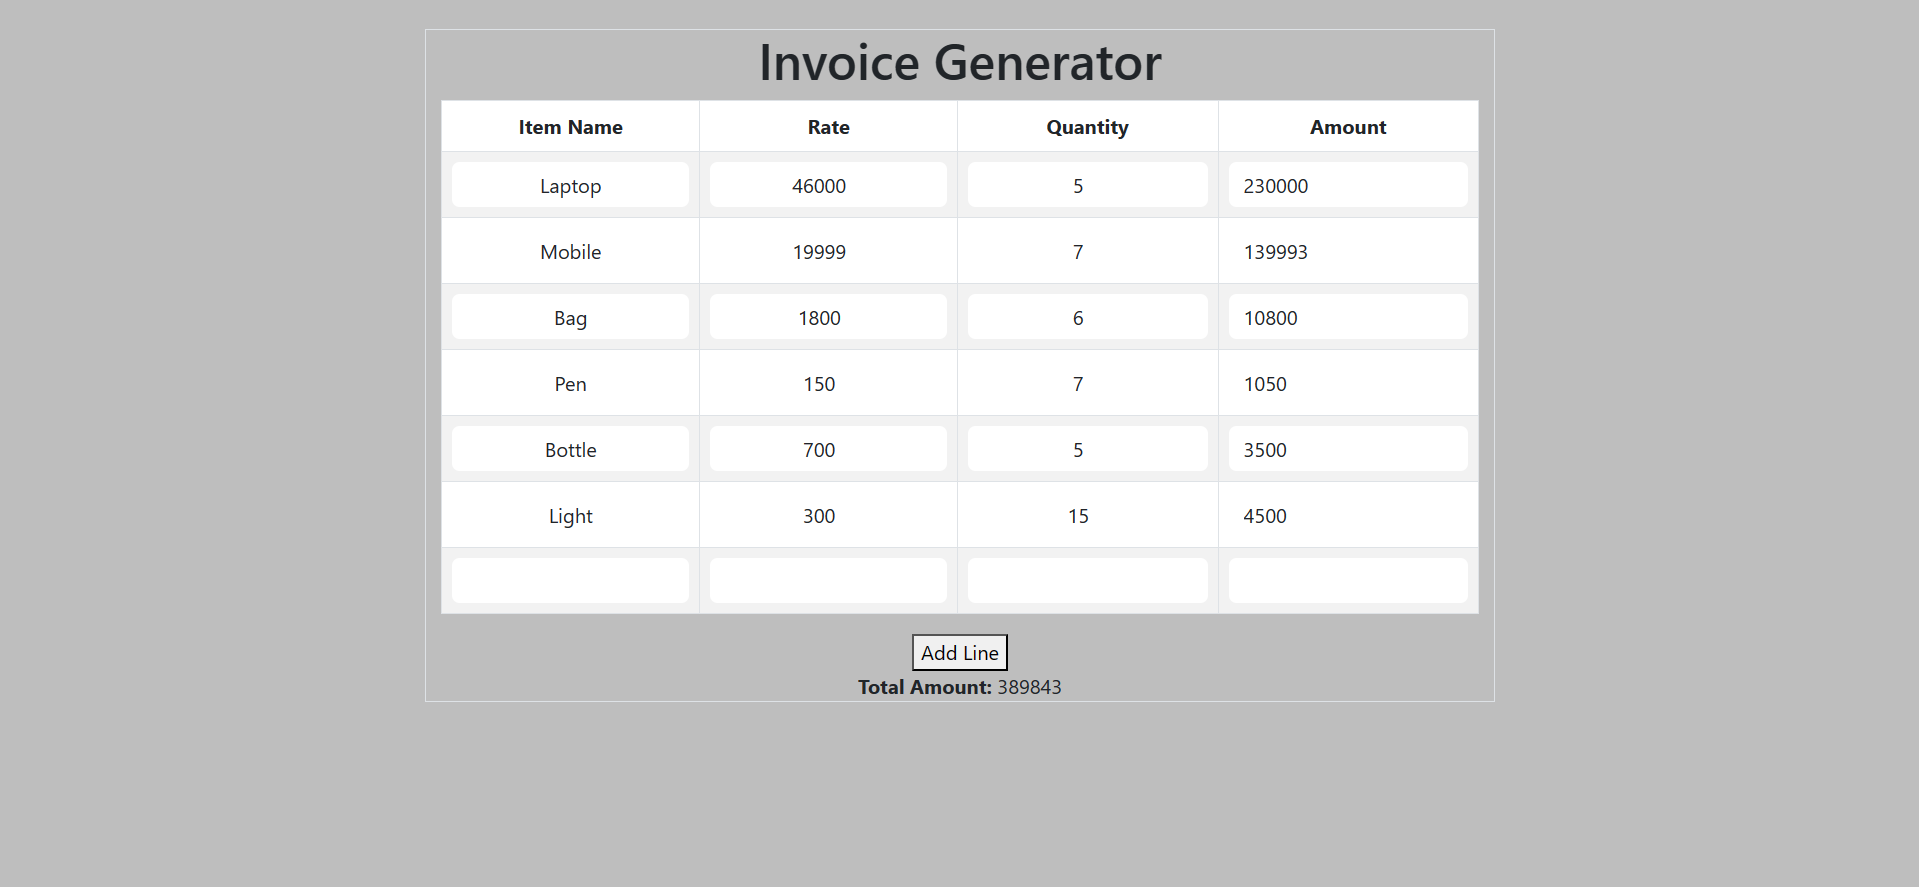 Invoice Generator
Item Name Rate Quantity Amount
Laptop 46000 5 230000
Mobile 19999 7 139993
Bag 1800 6 10800
Pen 150 7 1050
Bottle 700 5 3500
Light 300 15 4500
Add Line
Total Amount: 389843